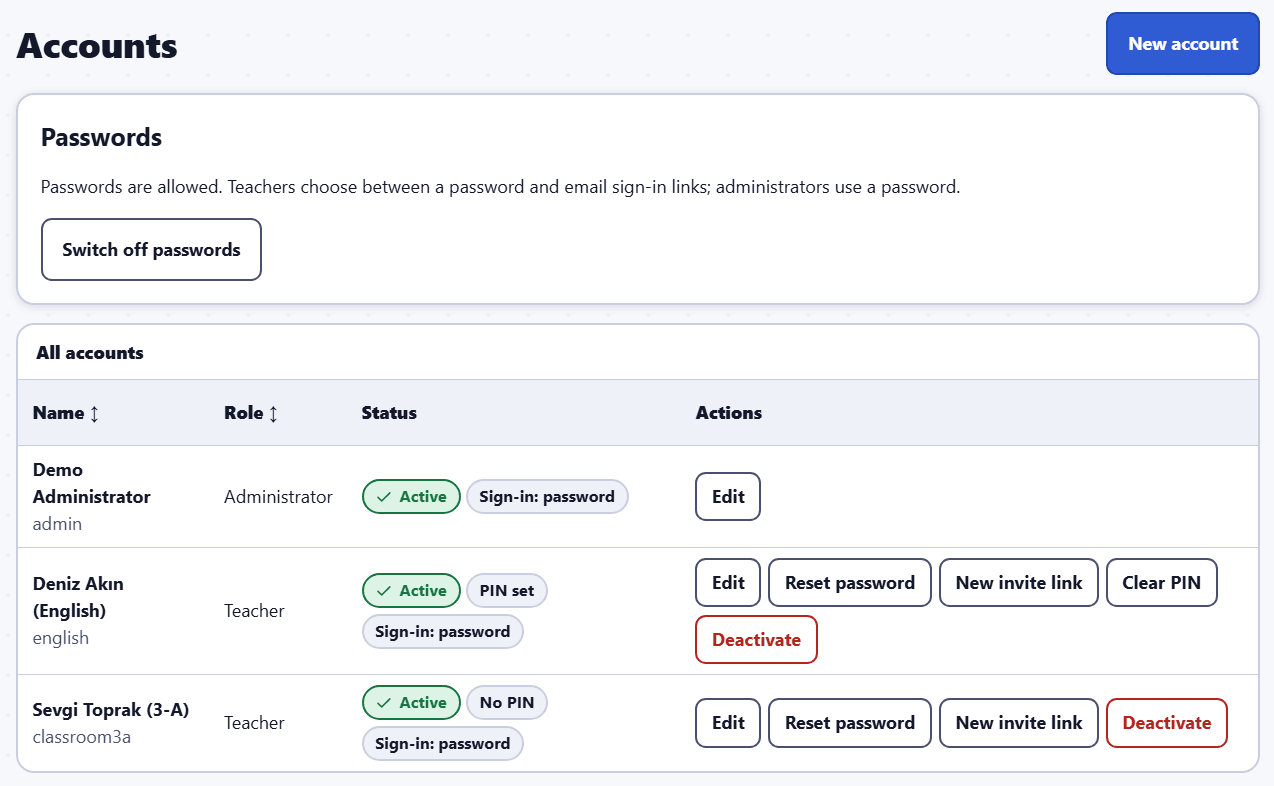 Accounts
New account
Passwords
Passwords are allowed. Teachers choose between a password and email sign-in links; administrators use a password.
Switch off passwords
All accounts
Name ↕ Role ↕ Status Actions
Demo
Administrator
admin
Administrator
✓ Active Sign-in: password
Edit
Deniz Akın
(English)
english
Teacher
✓ Active PIN set
Sign-in: password
Edit Reset password New invite link Clear PIN
Deactivate
Sevgi Toprak (3-A)
classroom3a
Teacher
✓ Active No PIN
Sign-in: password
Edit Reset password New invite link Deactivate